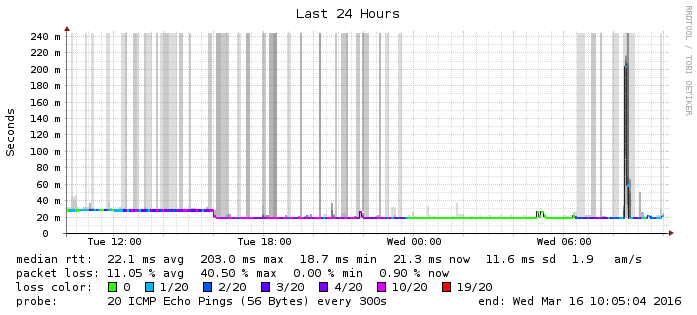 Last 24 Hours
RRDTOOL / TOBI OETIKER
Seconds
240 m
220 m
200 m
180 m
160 m
140 m
120 m
100 m
80 m
60 m
40 m
20 m
0
Tue 12:00 Tue 18:00 Wed 00:00 Wed 06:00
median rtt: 22.1 ms avg 203.0 ms max 18.7 ms min 21.3 ms now 11.6 ms sd 1.9 am/s
packet loss: 11.05 % avg 40.50 % max 0.00 % min 0.90 % now
loss color: 0 1/20 2/20 3/20 4/20 10/20 19/20
probe: 20 ICMP Echo Pings (56 Bytes) every 300s end: Wed Mar 16 10:05:04 2016